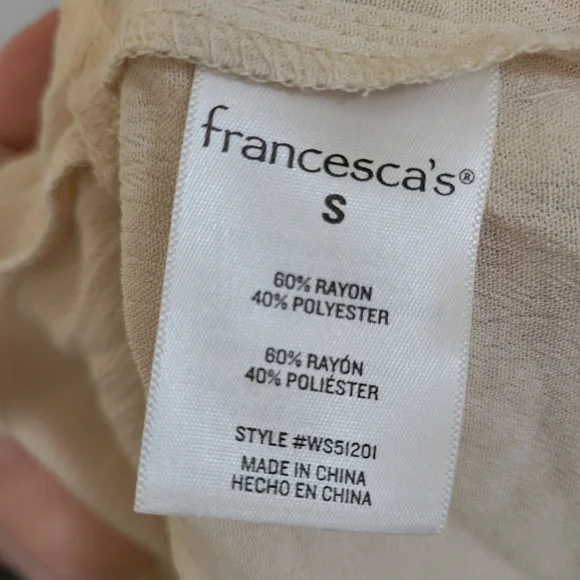 francesca's®
S
60% RAYON
40% POLYESTER
60% RAYÓN
40% POLIÉSTER
STYLE #WS51201
MADE IN CHINA
HECHO EN CHINA